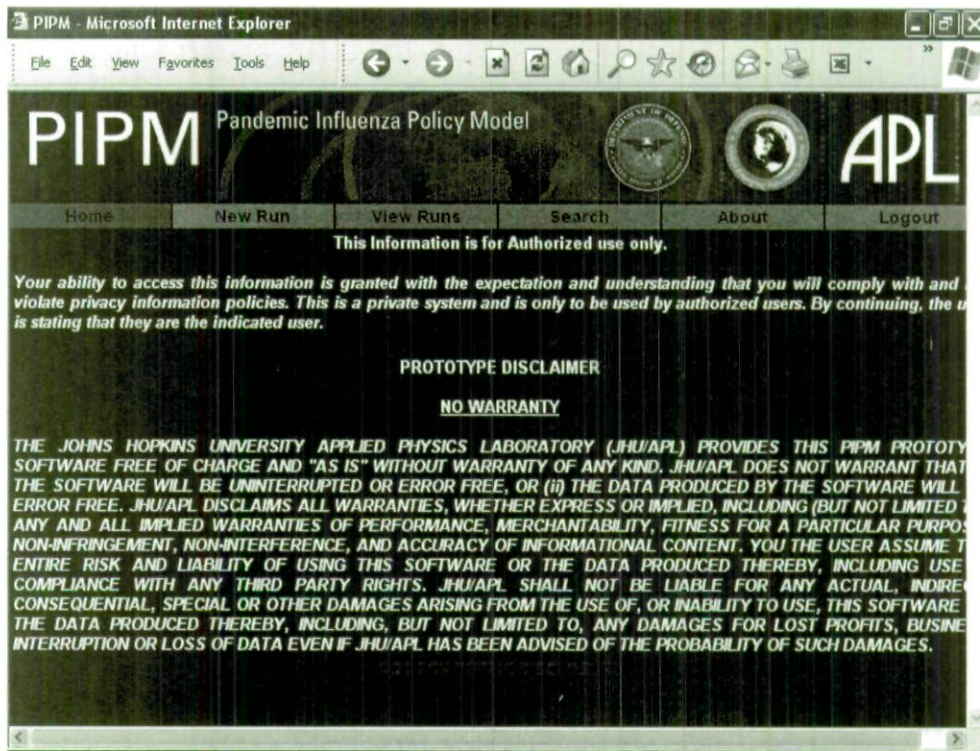 PIPM - Microsoft Internet Explorer
File Edit View Favorites Tools Help
PIPM Pandemic Influenza Policy Model APL
Home New Run View Runs Search About Logout
This Information is for Authorized use only.
Your ability to access this information is granted with the expectation and understanding that you will comply with and
violate privacy information policies. This is a private system and is only to be used by authorized users. By continuing, the u
is stating that they are the indicated user.
PROTOTYPE DISCLAIMER
NO WARRANTY
THE JOHNS HOPKINS UNIVERSITY APPLIED PHYSICS LABORATORY (JHU/APL) PROVIDES THIS PIPM PROTOTY
SOFTWARE FREE OF CHARGE AND "AS IS" WITHOUT WARRANTY OF ANY KIND. JHU/APL DOES NOT WARRANT THAT
THE SOFTWARE WILL BE UNINTERRUPTED OR ERROR FREE, OR (ii) THE DATA PRODUCED BY THE SOFTWARE WILL
ERROR FREE. JHU/APL DISCLAIMS ALL WARRANTIES, WHETHER EXPRESS OR IMPLIED, INCLUDING (BUT NOT LIMITED
ANY AND ALL IMPLIED WARRANTIES OF PERFORMANCE, MERCHANTABILITY, FITNESS FOR A PARTICULAR PURPOS
NON-INFRINGEMENT, NON-INTERFERENCE, AND ACCURACY OF INFORMATIONAL CONTENT. YOU THE USER ASSUME T
ENTIRE RISK AND LIABILITY OF USING THIS SOFTWARE OR THE DATA PRODUCED THEREBY, INCLUDING USE
COMPLIANCE WITH ANY THIRD PARTY RIGHTS. JHU/APL SHALL NOT BE LIABLE FOR ANY ACTUAL, INDIRE
CONSEQUENTIAL, SPECIAL OR OTHER DAMAGES ARISING FROM THE USE OF, OR INABILITY TO USE, THIS SOFTWARE
THE DATA PRODUCED THEREBY, INCLUDING, BUT NOT LIMITED TO, ANY DAMAGES FOR LOST PROFITS, BUSINE
INTERRUPTION OR LOSS OF DATA EVEN IF JHU/APL HAS BEEN ADVISED OF THE PROBABILITY OF SUCH DAMAGES.